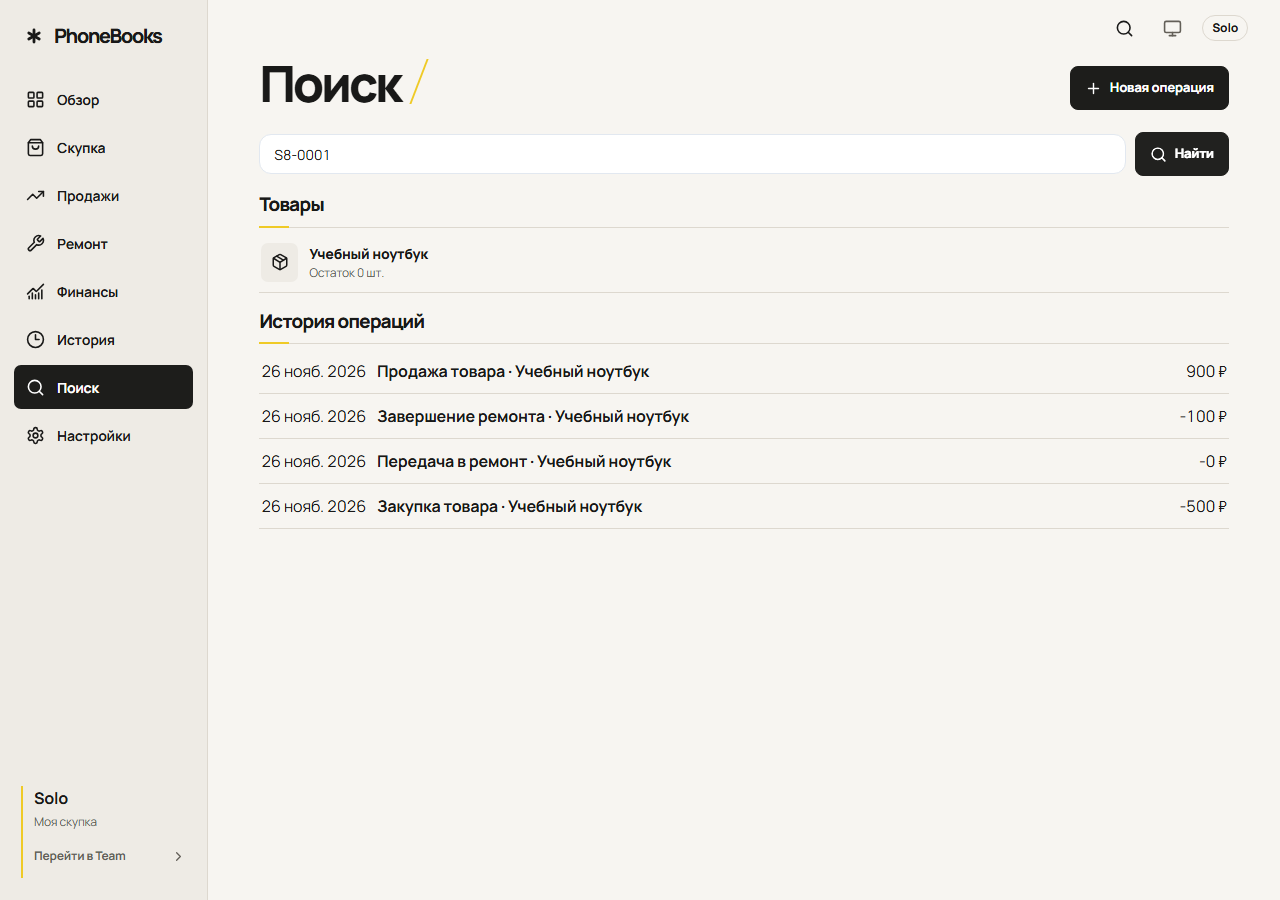 PhoneBooks
Обзор
Скупка
Продажи
Ремонт
Финансы
История
Поиск
Настройки
Solo
Моя скупка
Перейти в Team
Solo
Поиск
Новая операция
S8-0001
Найти
Товары
Учебный ноутбук
Остаток 0 шт.
История операций
26 нояб. 2026 Продажа товара · Учебный ноутбук 900 ₽
26 нояб. 2026 Завершение ремонта · Учебный ноутбук -100 ₽
26 нояб. 2026 Передача в ремонт · Учебный ноутбук -0 ₽
26 нояб. 2026 Закупка товара · Учебный ноутбук -500 ₽